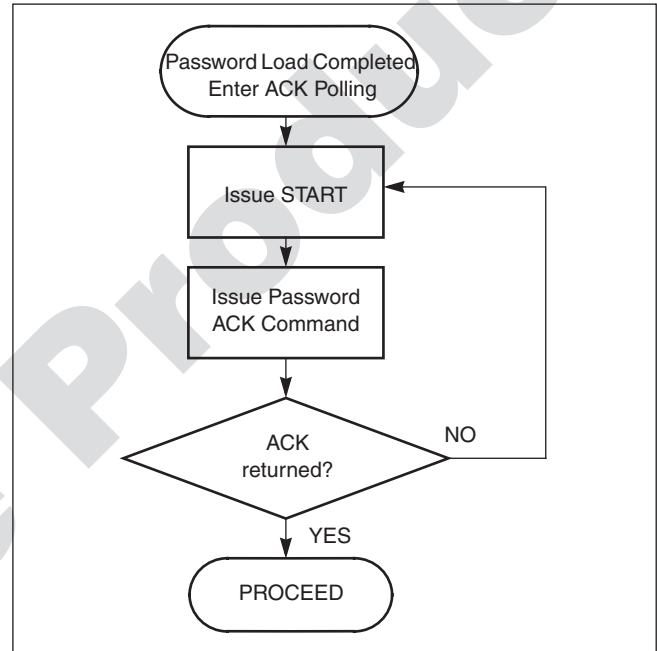 Password Load Completed
Enter ACK Polling
Issue START
Issue Password
ACK Command
ACK
returned?
NO
YES
PROCEED